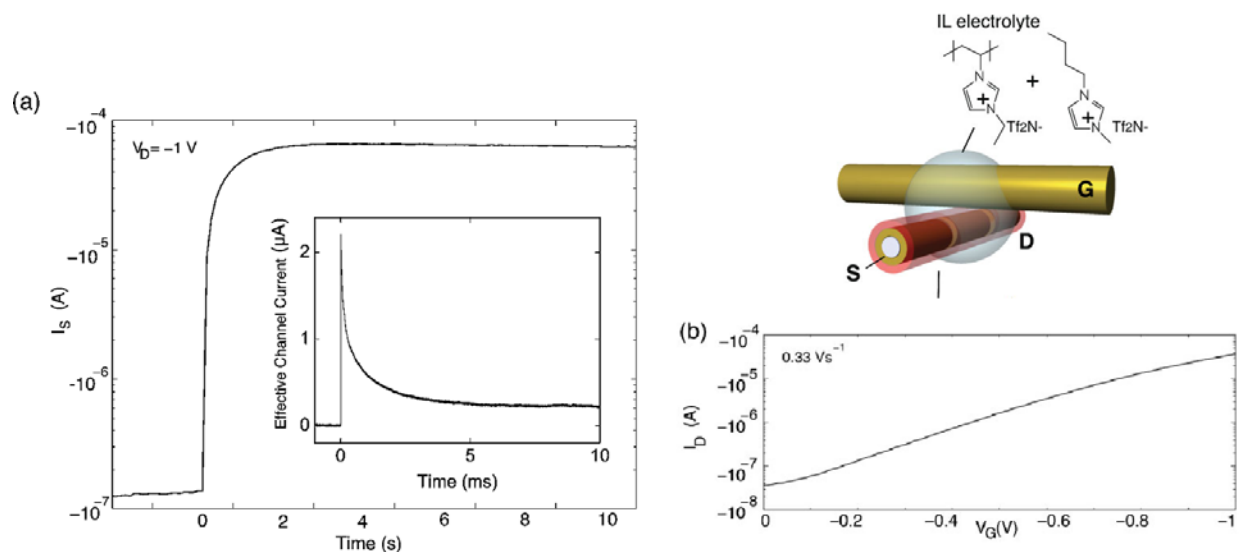 (a)
-10⁻⁴
-10⁻⁵
-10⁻⁶
-10⁻⁷
I_S (A)
V_D = −1 V
0 2 4 6 8 10
Time (s)
2
1
0
Effective Channel Current (µA)
0 5 10
Time (ms)
IL electrolyte
N
+
N
Tf2N-
+
N
+
N
Tf2N-
G
D
S
(b)
-10⁻⁴
-10⁻⁵
-10⁻⁶
-10⁻⁷
-10⁻⁸
I_D (A)
0.33 Vs⁻¹
0 −0.2 −0.4 −0.6 −0.8 −1
V_G(V)